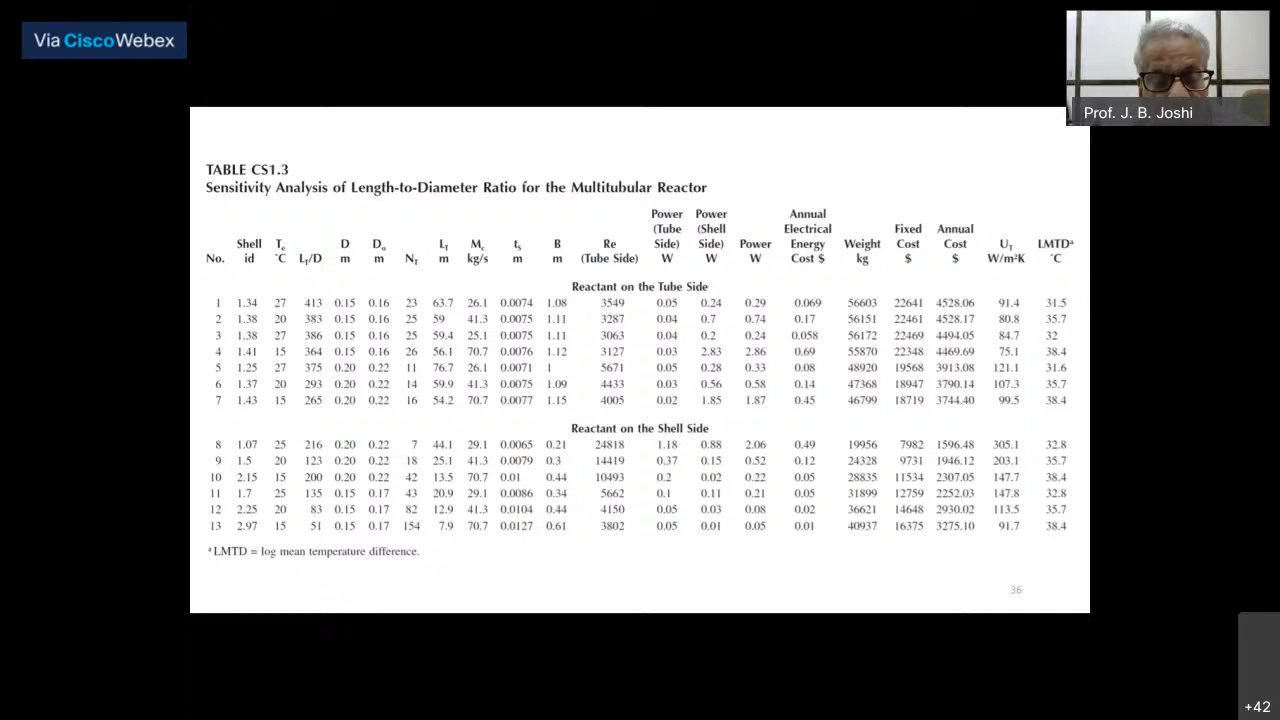 Via CiscoWebex
Prof. J. B. Joshi
TABLE CS1.3
Sensitivity Analysis of Length-to-Diameter Ratio for the Multitubular Reactor
No. Shell id Te °C LT/D D m Do m NT LT m Mc kg/s ts m B m Re (Tube Side) Power (Tube Side) W Power (Shell Side) W Power W Annual Electrical Energy Cost $ Weight kg Fixed Cost $ Annual Cost $ UT W/m²K LMTDᵃ °C
Reactant on the Tube Side
1 1.34 27 413 0.15 0.16 23 63.7 26.1 0.0074 1.08 3549 0.05 0.24 0.29 0.069 56603 22641 4528.06 91.4 31.5
2 1.38 20 383 0.15 0.16 25 59 41.3 0.0075 1.11 3287 0.04 0.7 0.74 0.17 56151 22461 4528.17 80.8 35.7
3 1.38 27 386 0.15 0.16 25 59.4 25.1 0.0075 1.11 3063 0.04 0.2 0.24 0.058 56172 22469 4494.05 84.7 32
4 1.41 15 364 0.15 0.16 26 56.1 70.7 0.0076 1.12 3127 0.03 2.83 2.86 0.69 55870 22348 4469.69 75.1 38.4
5 1.25 27 375 0.20 0.22 11 76.7 26.1 0.0071 1 5671 0.05 0.28 0.33 0.08 48920 19568 3913.08 121.1 31.6
6 1.37 20 293 0.20 0.22 14 59.9 41.3 0.0075 1.09 4433 0.03 0.56 0.58 0.14 47368 18947 3790.14 107.3 35.7
7 1.43 15 265 0.20 0.22 16 54.2 70.7 0.0077 1.15 4005 0.02 1.85 1.87 0.45 46799 18719 3744.40 99.5 38.4
Reactant on the Shell Side
8 1.07 25 216 0.20 0.22 7 44.1 29.1 0.0065 0.21 24818 1.18 0.88 2.06 0.49 19956 7982 1596.48 305.1 32.8
9 1.5 20 123 0.20 0.22 18 25.1 41.3 0.0079 0.3 14419 0.37 0.15 0.52 0.12 24328 9731 1946.12 203.1 35.7
10 2.15 15 200 0.20 0.22 42 13.5 70.7 0.01 0.44 10493 0.2 0.02 0.22 0.05 28835 11534 2307.05 147.7 38.4
11 1.7 25 135 0.15 0.17 43 20.9 29.1 0.0086 0.34 5662 0.1 0.11 0.21 0.05 31899 12759 2252.03 147.8 32.8
12 2.25 20 83 0.15 0.17 82 12.9 41.3 0.0104 0.44 4150 0.05 0.03 0.08 0.02 36621 14648 2930.02 113.5 35.7
13 2.97 15 51 0.15 0.17 154 7.9 70.7 0.0127 0.61 3802 0.05 0.01 0.05 0.01 40937 16375 3275.10 91.7 38.4
ᵃ LMTD = log mean temperature difference.
36
+42